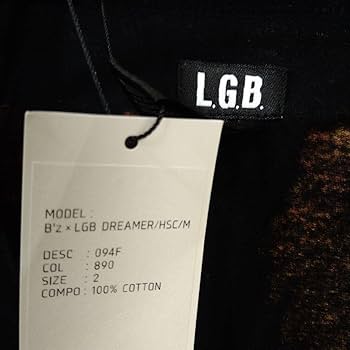 L.G.B.
MODEL :
B'z × LGB DREAMER/HSC/M
DESC : 094F
COL : 890
SIZE : 2
COMPO : 100% COTTON